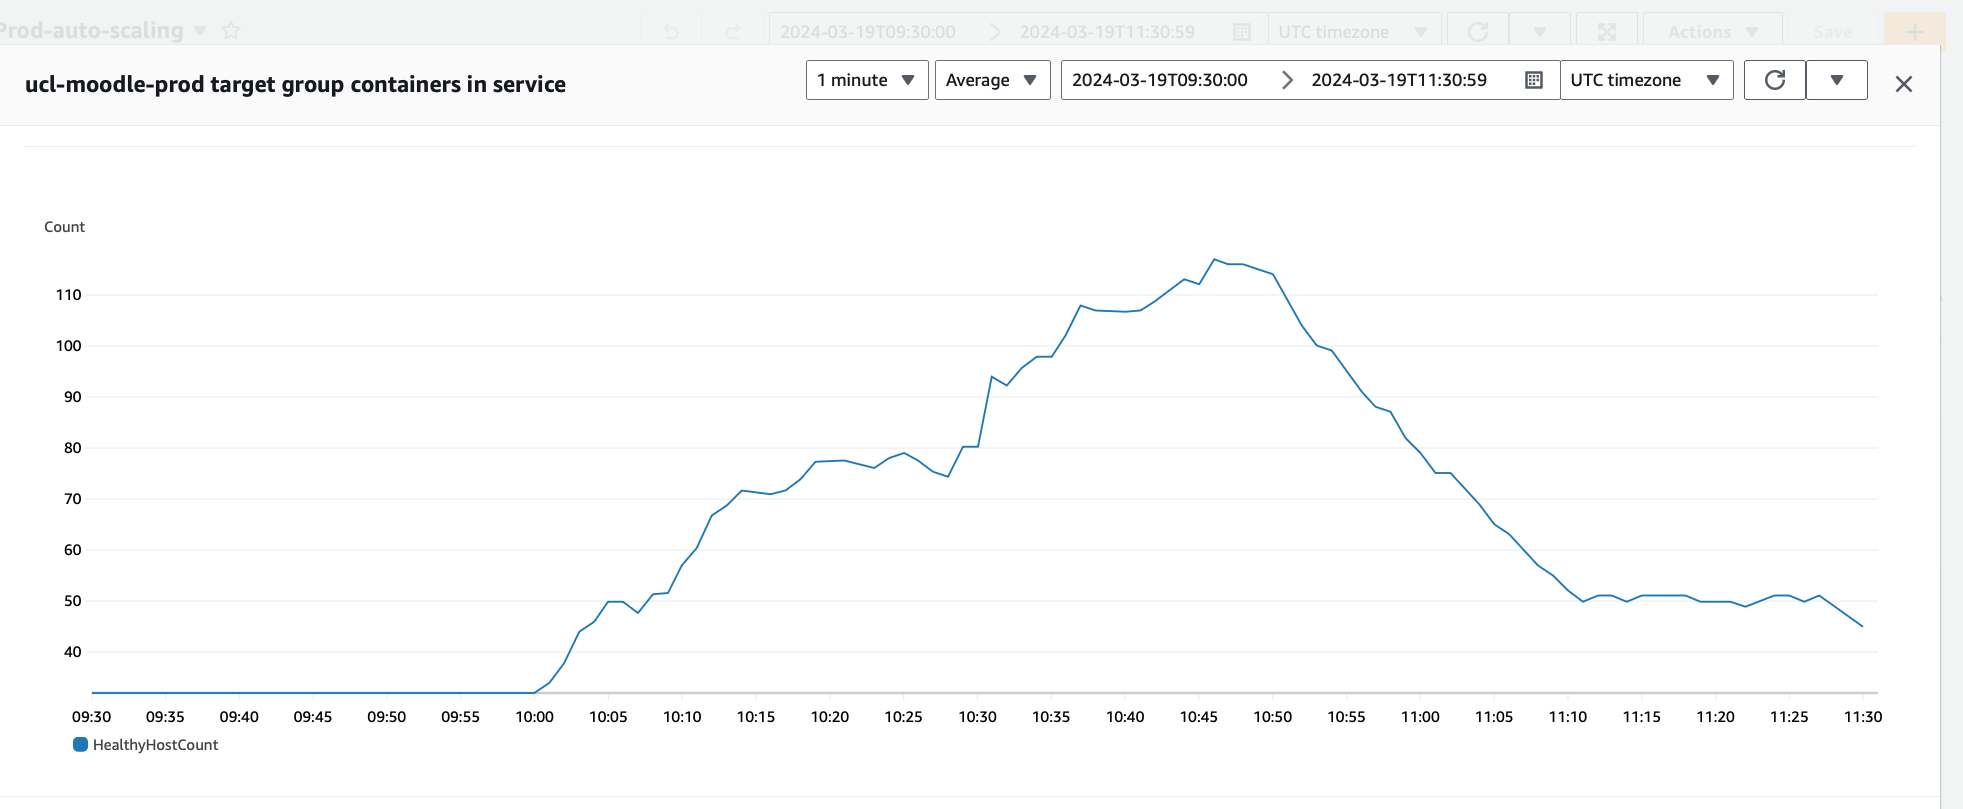 Prod-auto-scaling
2024-03-19T09:30:00 2024-03-19T11:30:59 UTC timezone Actions Save
ucl-moodle-prod target group containers in service
1 minute Average 2024-03-19T09:30:00 2024-03-19T11:30:59 UTC timezone
Count
110
100
90
80
70
60
50
40
09:30 09:35 09:40 09:45 09:50 09:55 10:00 10:05 10:10 10:15 10:20 10:25 10:30 10:35 10:40 10:45 10:50 10:55 11:00 11:05 11:10 11:15 11:20 11:25 11:30
HealthyHostCount